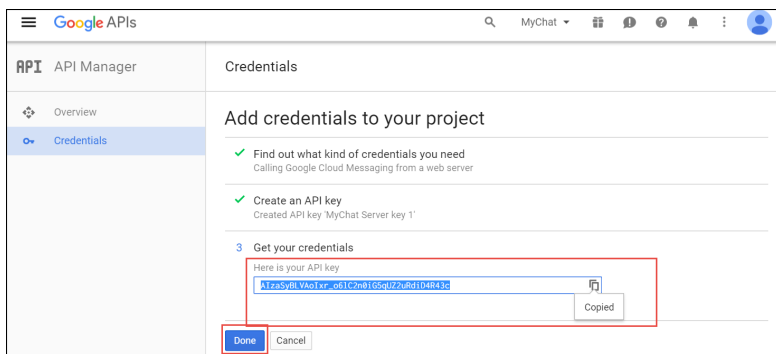 Google APIs
MyChat
API API Manager
Credentials
Overview
Credentials
Add credentials to your project
Find out what kind of credentials you need
Calling Google Cloud Messaging from a web server
Create an API key
Created API key 'MyChat Server key 1'
3 Get your credentials
Here is your API key
AIzaSyBLVAoIxr_o6lC2n0iG5qUZ2uRdiD4R43c
Copied
Done
Cancel